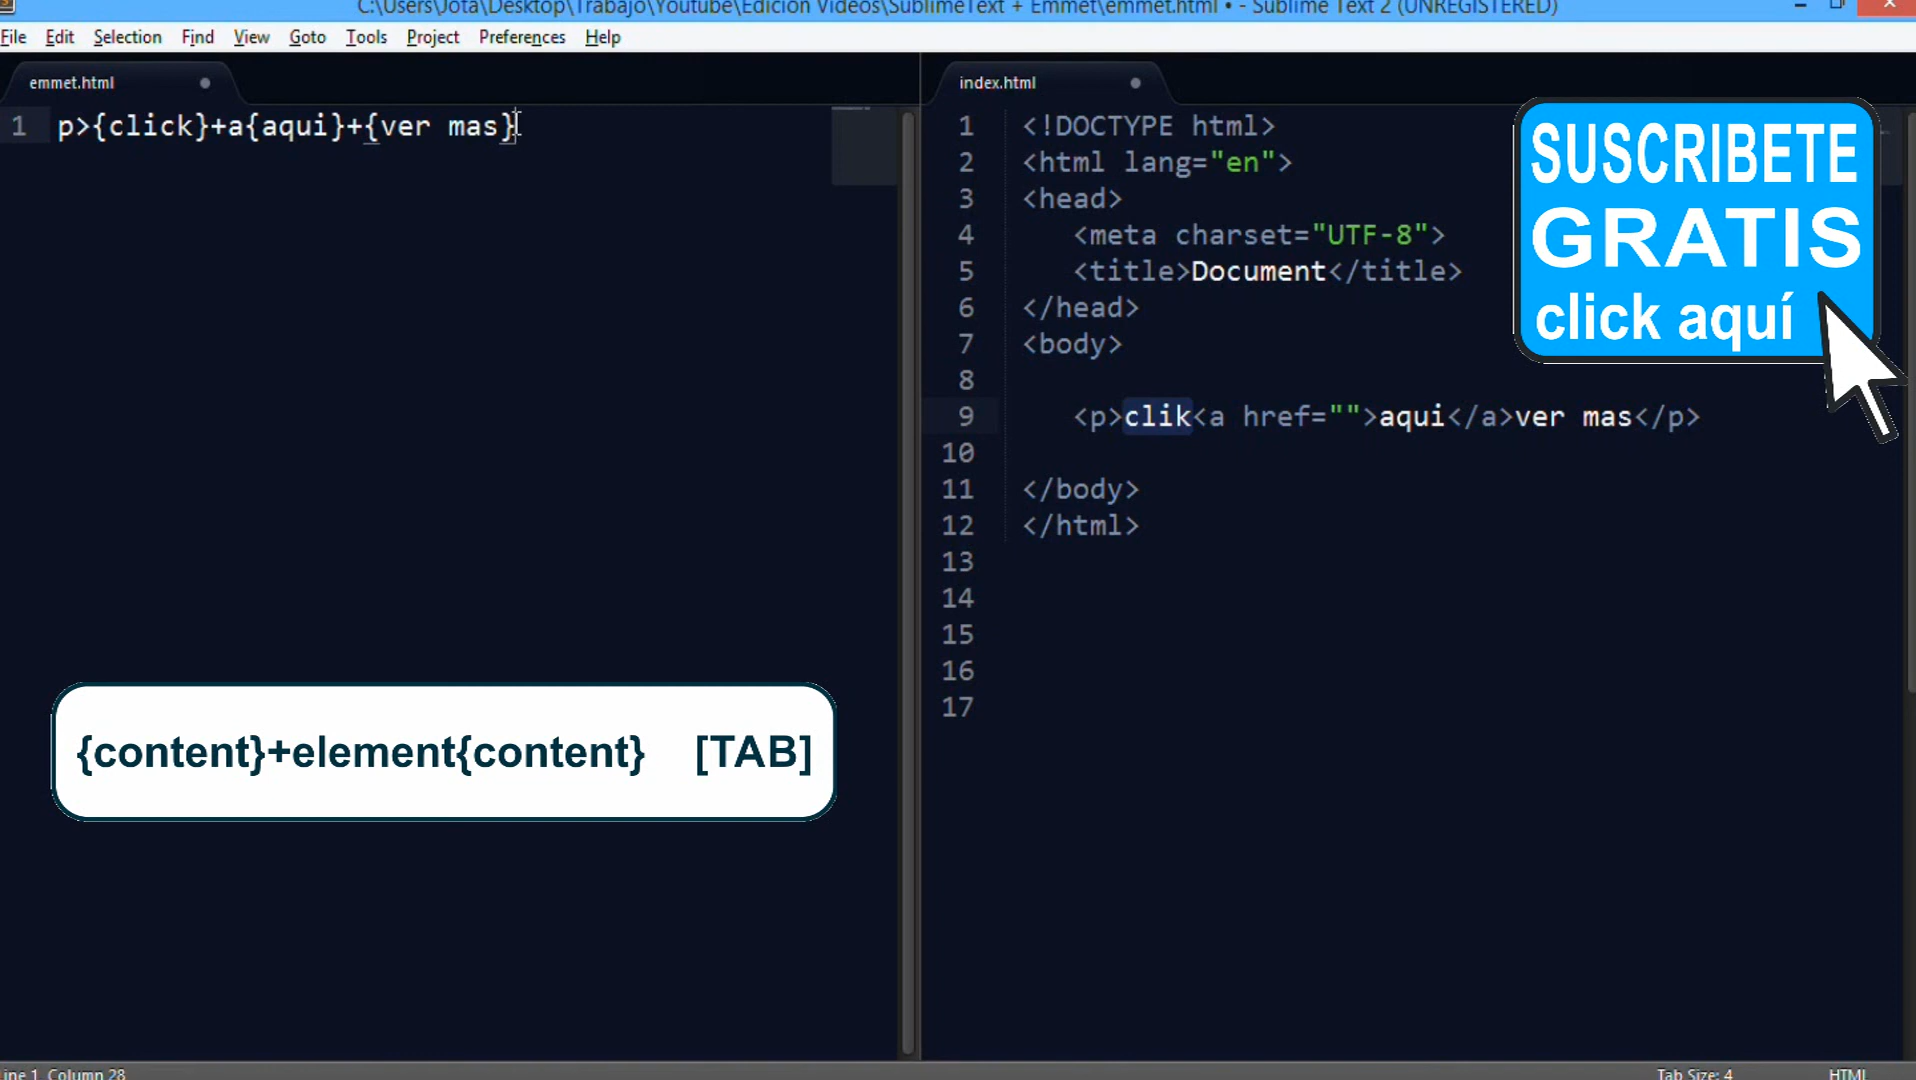 C:\Users\Jota\Desktop\Trabajo\Youtube\Edicion Videos\SublimeText + Emmet\emmet.html • - Sublime Text 2 (UNREGISTERED)
File Edit Selection Find View Goto Tools Project Preferences Help
emmet.html
1 p>{click}+a{aqui}+{ver mas}
{content}+element{content} [TAB]
index.html
1 <!DOCTYPE html>
2 <html lang="en">
3 <head>
4 <meta charset="UTF-8">
5 <title>Document</title>
6 </head>
7 <body>
8
9 <p>clik<a href="">aqui</a>ver mas</p>
10
11 </body>
12 </html>
13
14
15
16
17
SUSCRIBETE
GRATIS
click aquí
Line 1, Column 28
Tab Size: 4 HTML